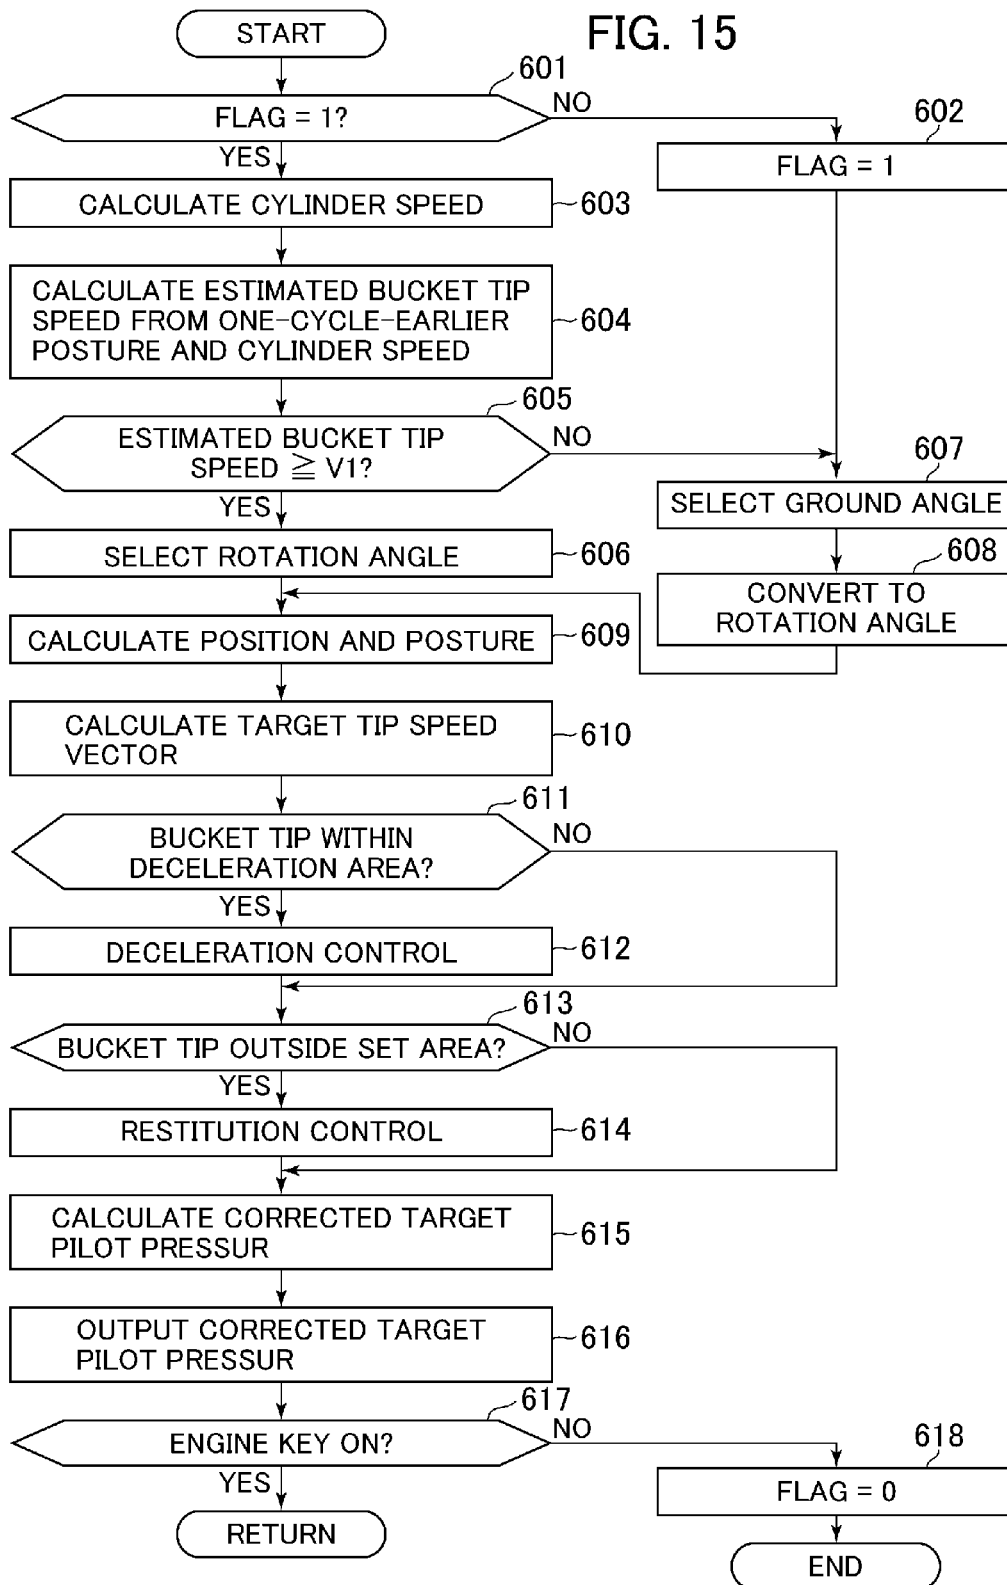 START
FIG. 15
601
FLAG = 1?
NO
602
FLAG = 1
YES
CALCULATE CYLINDER SPEED
603
CALCULATE ESTIMATED BUCKET TIP
SPEED FROM ONE-CYCLE-EARLIER
POSTURE AND CYLINDER SPEED
604
605
ESTIMATED BUCKET TIP
SPEED ≧ V1?
NO
607
SELECT GROUND ANGLE
YES
SELECT ROTATION ANGLE
606
608
CONVERT TO
ROTATION ANGLE
CALCULATE POSITION AND POSTURE
609
CALCULATE TARGET TIP SPEED
VECTOR
610
611
BUCKET TIP WITHIN
DECELERATION AREA?
NO
YES
DECELERATION CONTROL
612
613
BUCKET TIP OUTSIDE SET AREA?
NO
YES
RESTITUTION CONTROL
614
CALCULATE CORRECTED TARGET
PILOT PRESSUR
615
OUTPUT CORRECTED TARGET
PILOT PRESSUR
616
617
ENGINE KEY ON?
NO
618
FLAG = 0
YES
RETURN
END